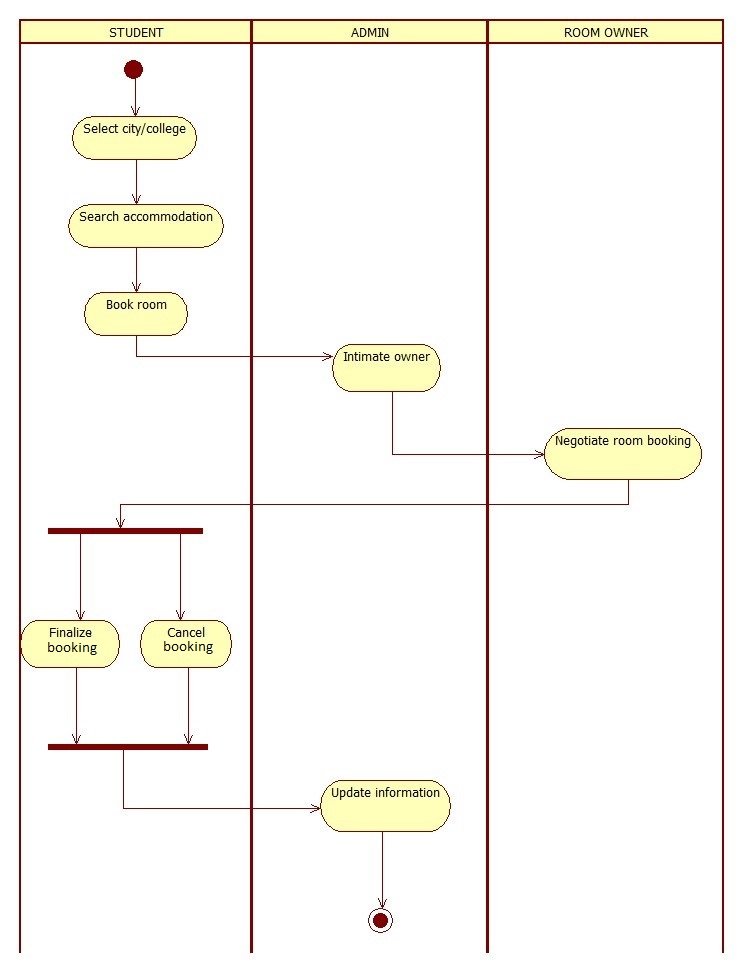 STUDENT
ADMIN
ROOM OWNER
Select city/college
Search accommodation
Book room
Intimate owner
Negotiate room booking
Finalize
booking
Cancel
booking
Update information